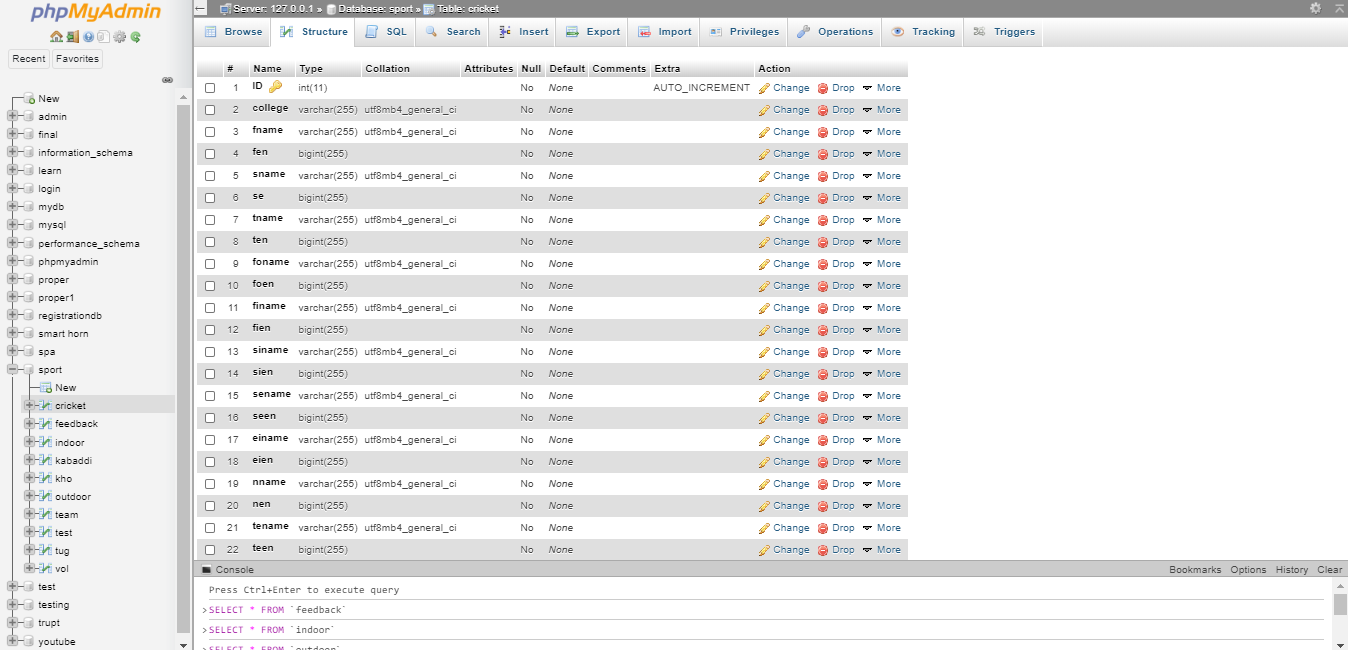 phpMyAdmin
Recent Favorites
New
admin
final
information_schema
learn
login
mydb
mysql
performance_schema
phpmyadmin
proper
proper1
registrationdb
smart horn
spa
sport
New
cricket
feedback
indoor
kabaddi
kho
outdoor
team
test
tug
vol
test
testing
trupt
youtube
Server: 127.0.0.1 » Database: sport » Table: cricket
Browse Structure SQL Search Insert Export Import Privileges Operations Tracking Triggers
# Name Type Collation Attributes Null Default Comments Extra Action
1 ID int(11) No None AUTO_INCREMENT Change Drop More
2 college varchar(255) utf8mb4_general_ci No None Change Drop More
3 fname varchar(255) utf8mb4_general_ci No None Change Drop More
4 fen bigint(255) No None Change Drop More
5 sname varchar(255) utf8mb4_general_ci No None Change Drop More
6 se bigint(255) No None Change Drop More
7 tname varchar(255) utf8mb4_general_ci No None Change Drop More
8 ten bigint(255) No None Change Drop More
9 foname varchar(255) utf8mb4_general_ci No None Change Drop More
10 foen bigint(255) No None Change Drop More
11 finame varchar(255) utf8mb4_general_ci No None Change Drop More
12 fien bigint(255) No None Change Drop More
13 siname varchar(255) utf8mb4_general_ci No None Change Drop More
14 sien bigint(255) No None Change Drop More
15 sename varchar(255) utf8mb4_general_ci No None Change Drop More
16 seen bigint(255) No None Change Drop More
17 einame varchar(255) utf8mb4_general_ci No None Change Drop More
18 eien bigint(255) No None Change Drop More
19 nname varchar(255) utf8mb4_general_ci No None Change Drop More
20 nen bigint(255) No None Change Drop More
21 tename varchar(255) utf8mb4_general_ci No None Change Drop More
22 teen bigint(255) No None Change Drop More
Console Bookmarks Options History Clear
Press Ctrl+Enter to execute query
>SELECT * FROM `feedback`
>SELECT * FROM `indoor`
>SELECT * FROM `outdoor`